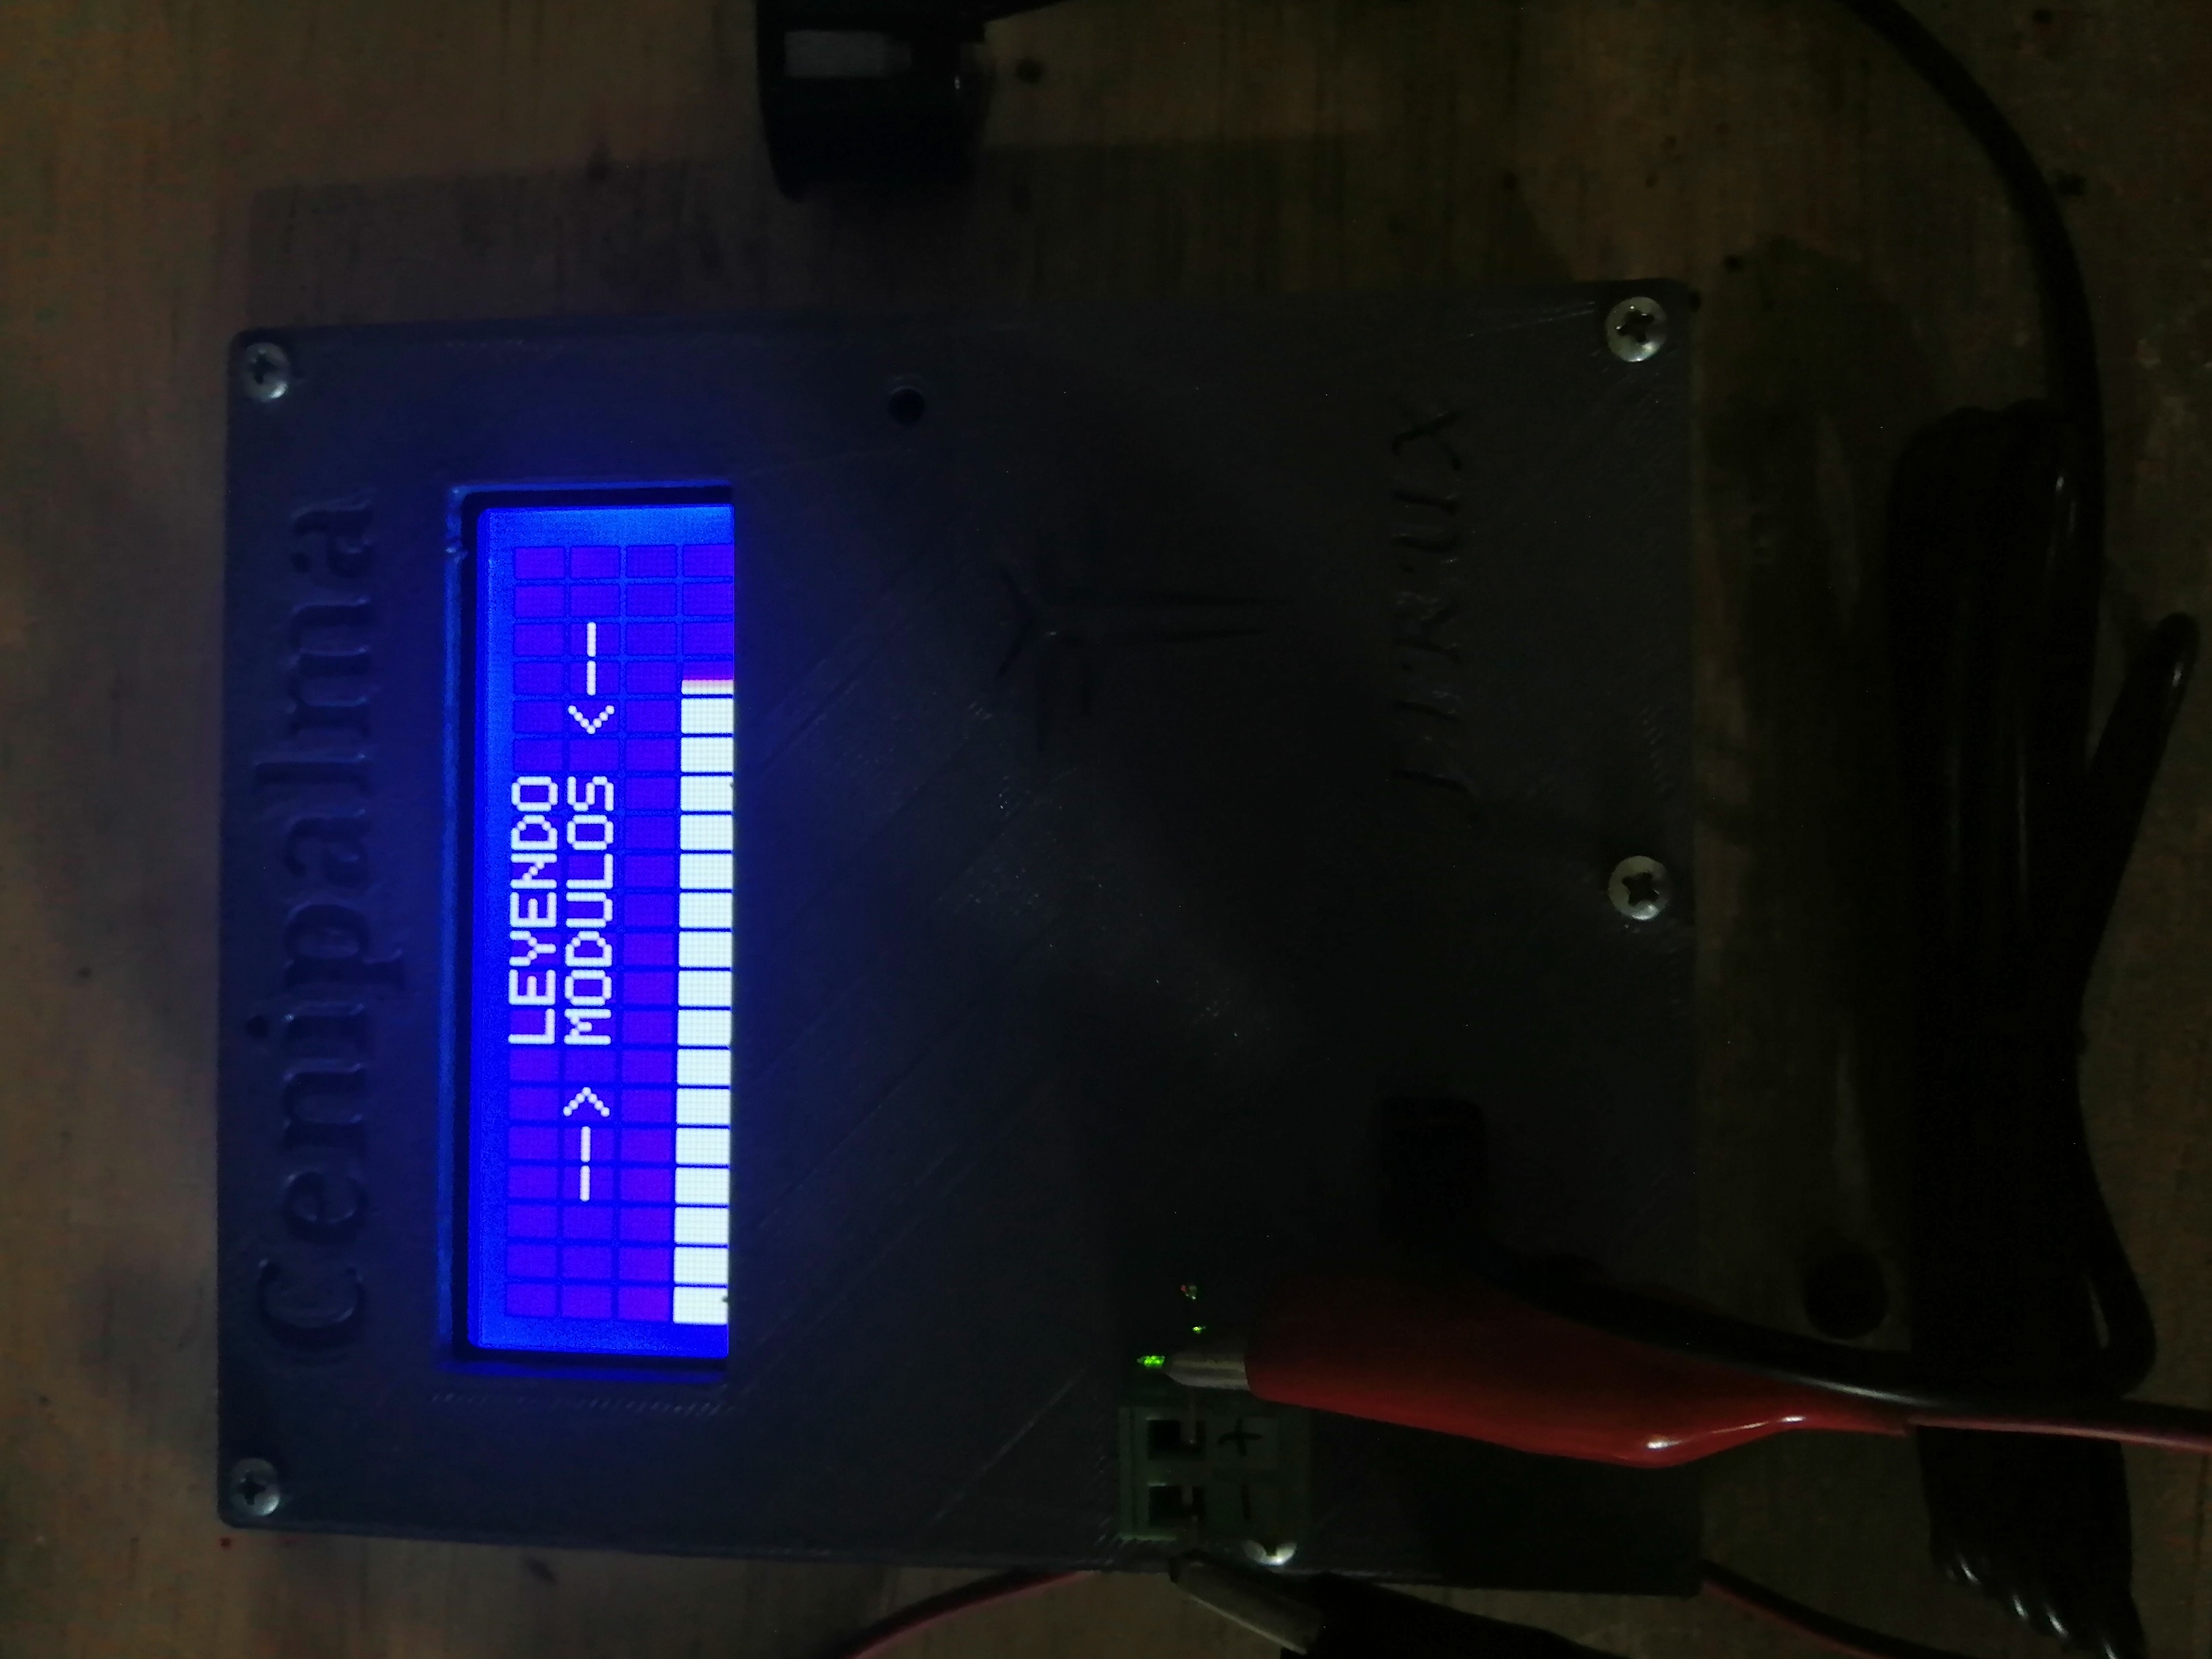 Cenipalma
LEYENDO
--> MODULOS <--
- +